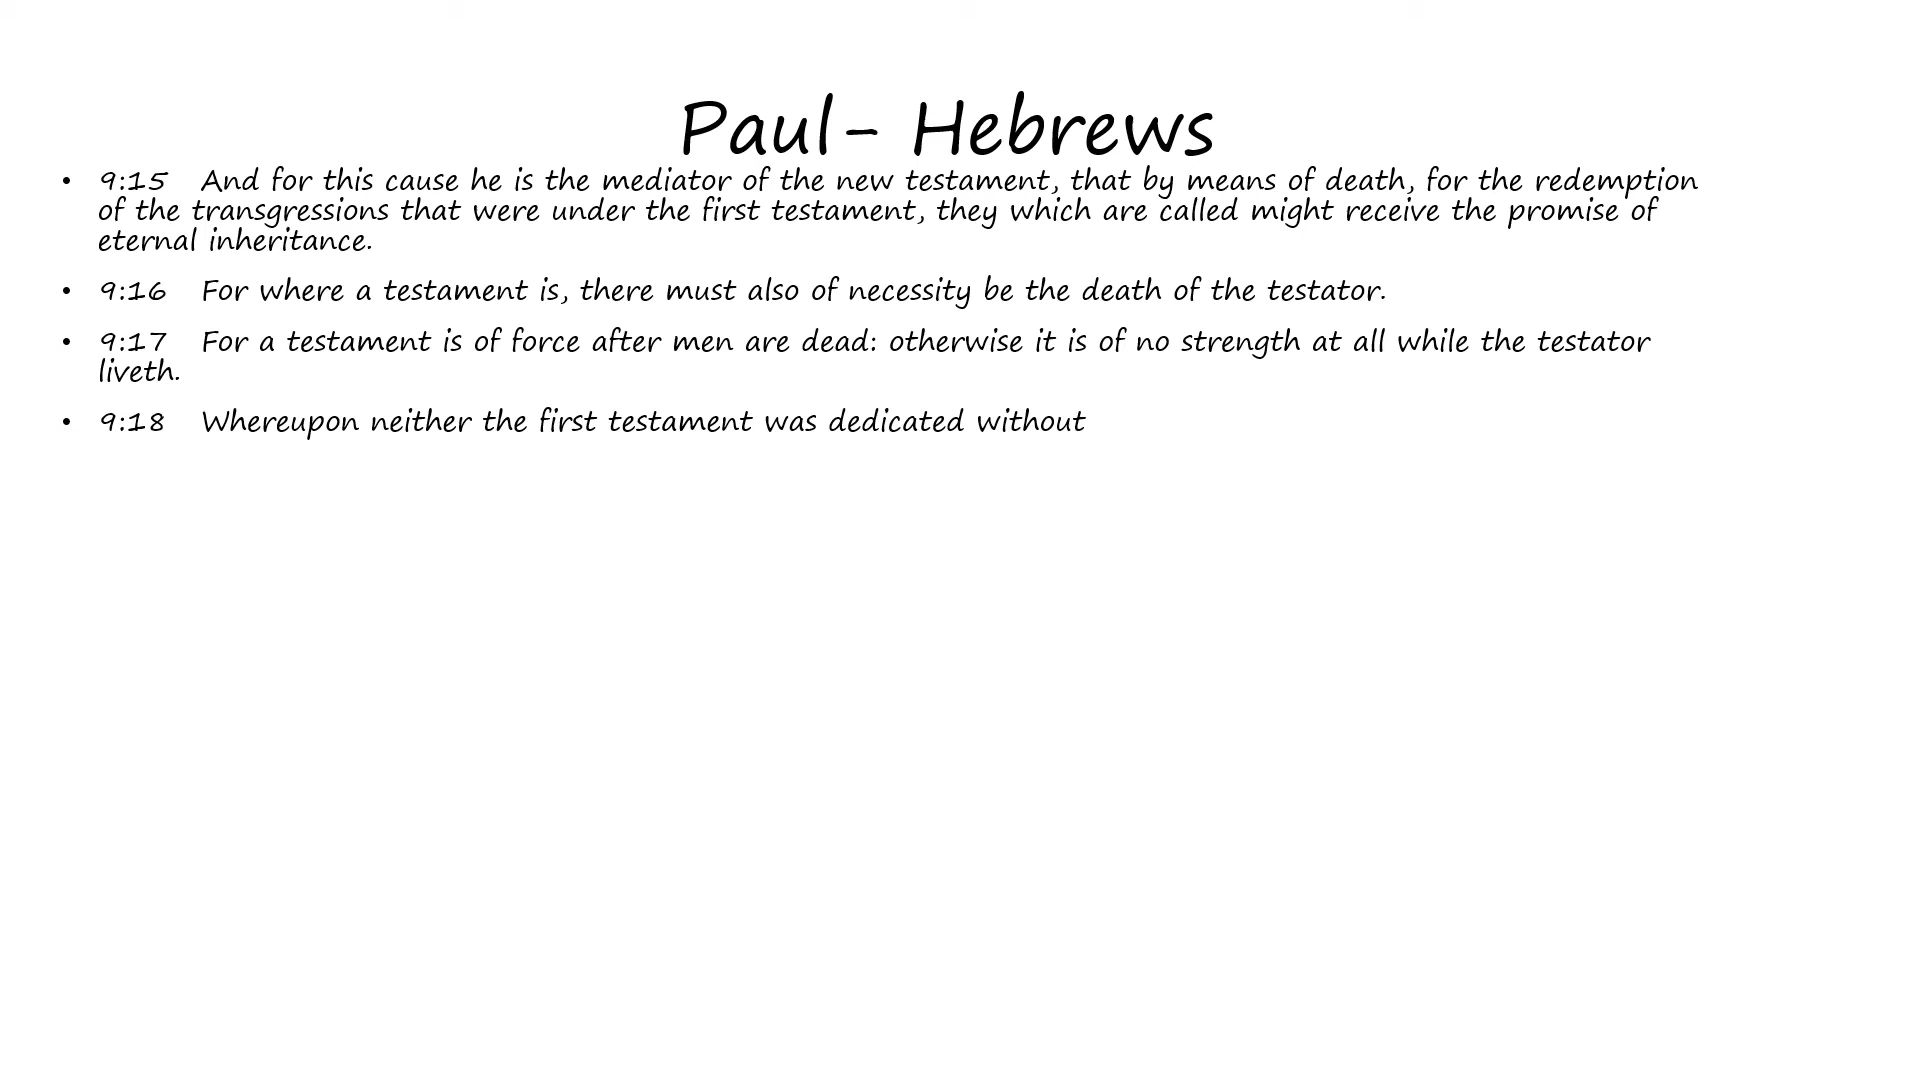 Paul- Hebrews
• 9:15 And for this cause he is the mediator of the new testament, that by means of death, for the redemption
of the transgressions that were under the first testament, they which are called might receive the promise of
eternal inheritance.
• 9:16 For where a testament is, there must also of necessity be the death of the testator.
• 9:17 For a testament is of force after men are dead: otherwise it is of no strength at all while the testator
liveth.
• 9:18 Whereupon neither the first testament was dedicated without